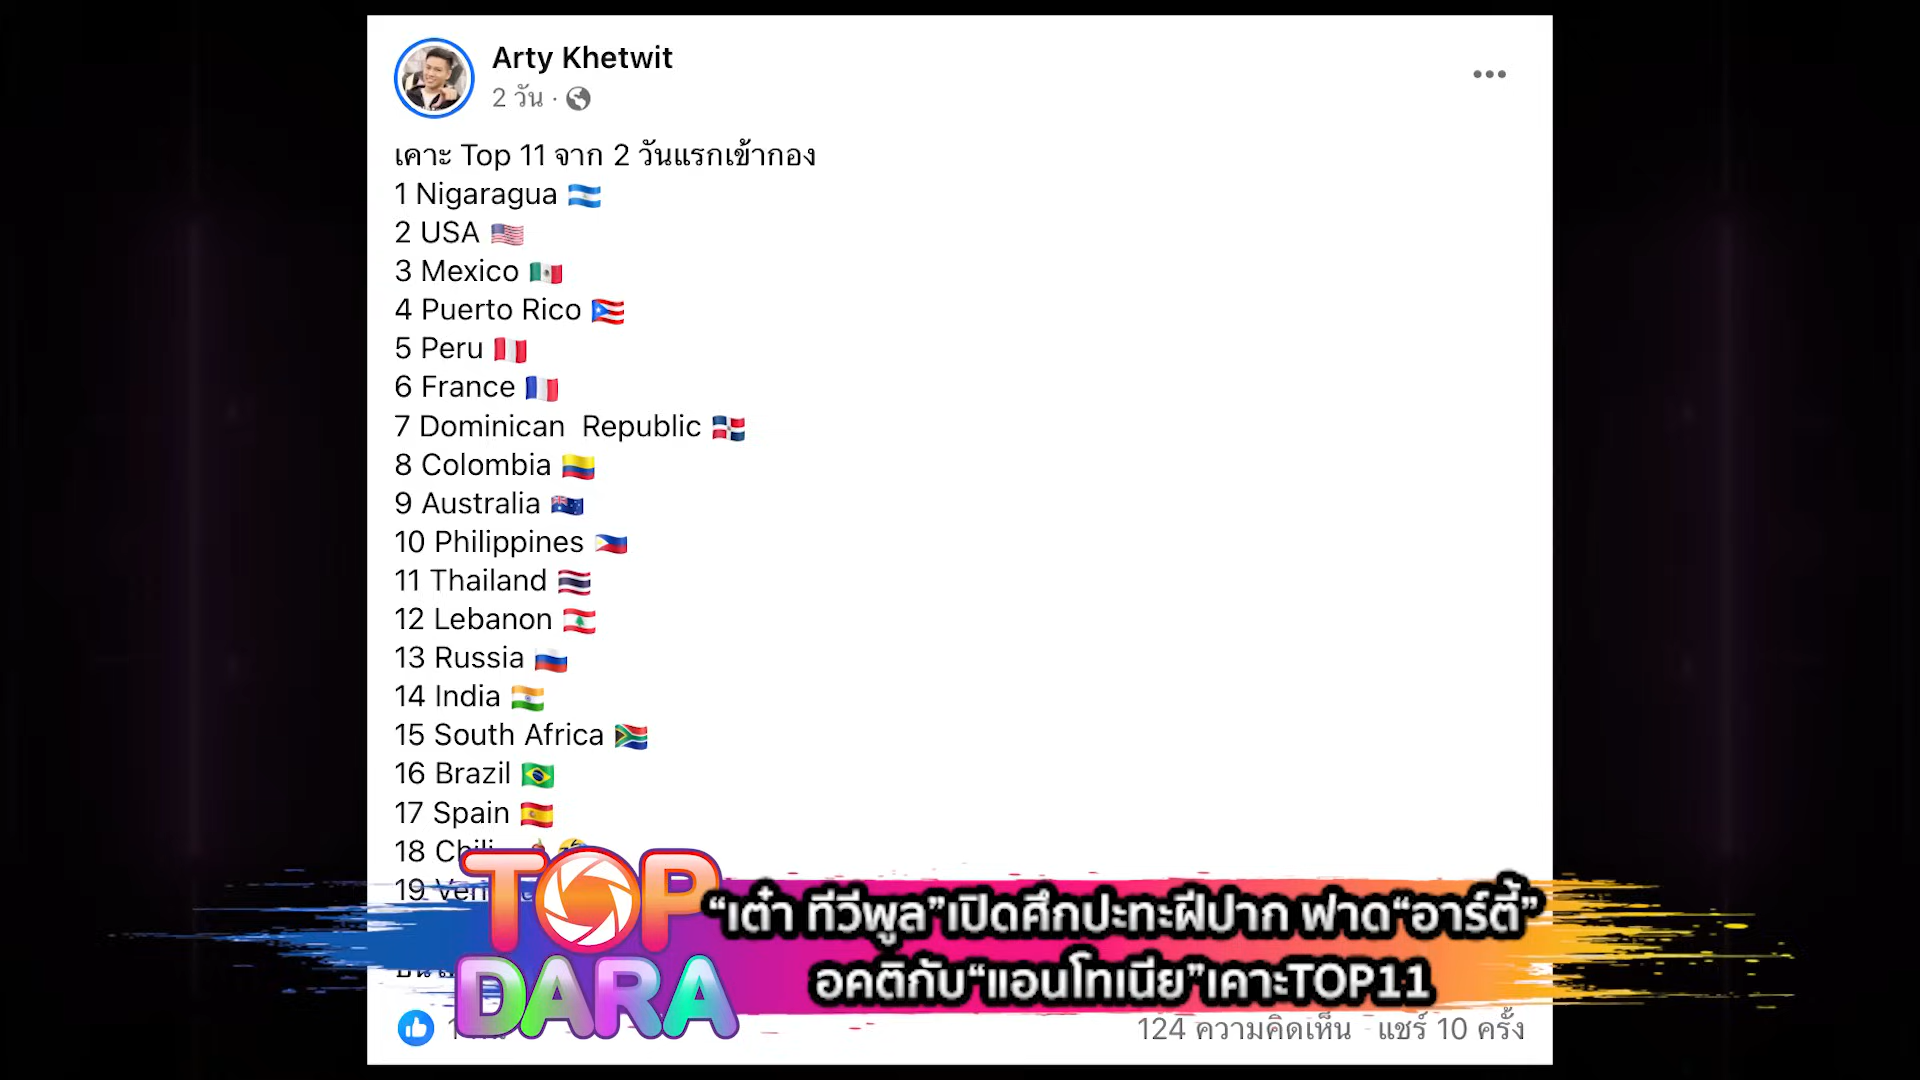 Arty Khetwit
2 วัน ·
เคาะ Top 11 จาก 2 วันแรกเข้ากอง
1 Nigaragua
2 USA
3 Mexico
4 Puerto Rico
5 Peru
6 France
7 Dominican Republic
8 Colombia
9 Australia
10 Philippines
11 Thailand
12 Lebanon
13 Russia
14 India
15 South Africa
16 Brazil
17 Spain
18 Chili
19
TOP
DARA
“เต๋า ทีวีพูล”เปิดศึกปะทะฝีปาก ฟาด“อาร์ตี้”
อคติกับ“แอนโทเนีย”เคาะTOP11
124 ความคิดเห็น · แชร์ 10 ครั้ง